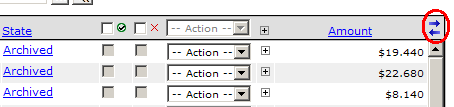 State -- Action -- Amount
Archived -- Action -- $19.440
Archived -- Action -- $22.680
Archived -- Action -- $8.140